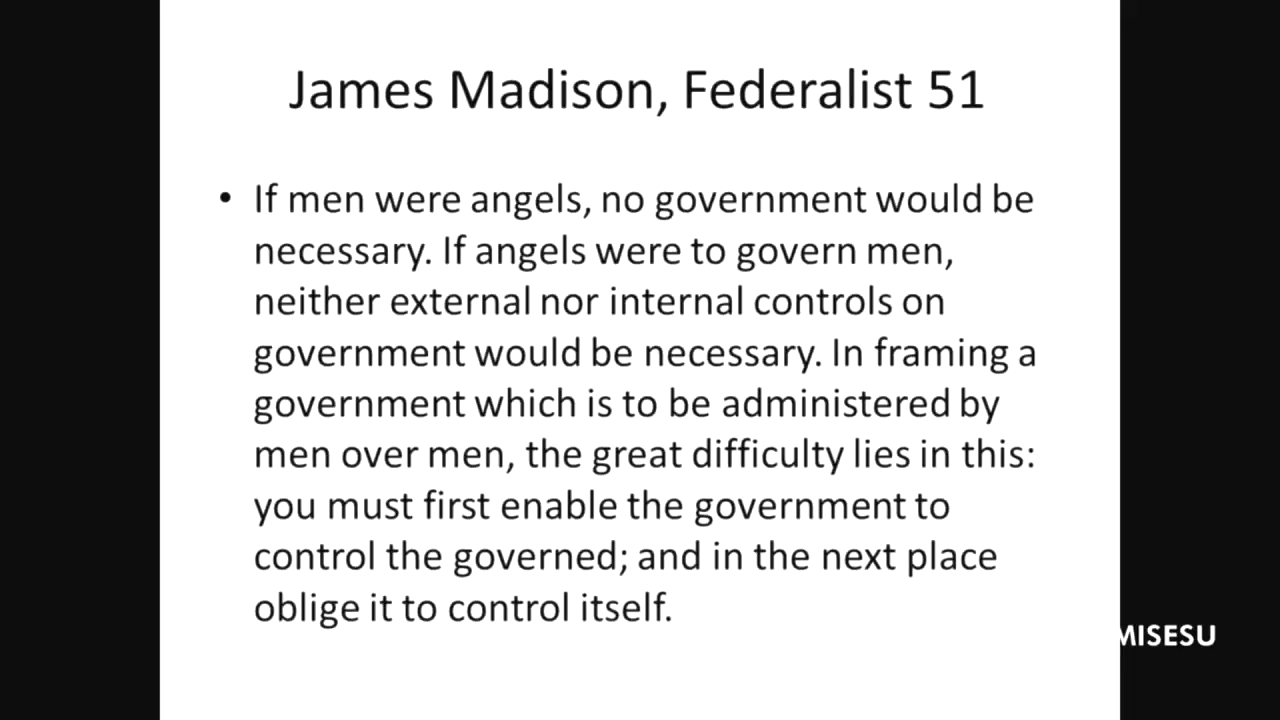 James Madison, Federalist 51
• If men were angels, no government would be
necessary. If angels were to govern men,
neither external nor internal controls on
government would be necessary. In framing a
government which is to be administered by
men over men, the great difficulty lies in this:
you must first enable the government to
control the governed; and in the next place
oblige it to control itself.
MISESU